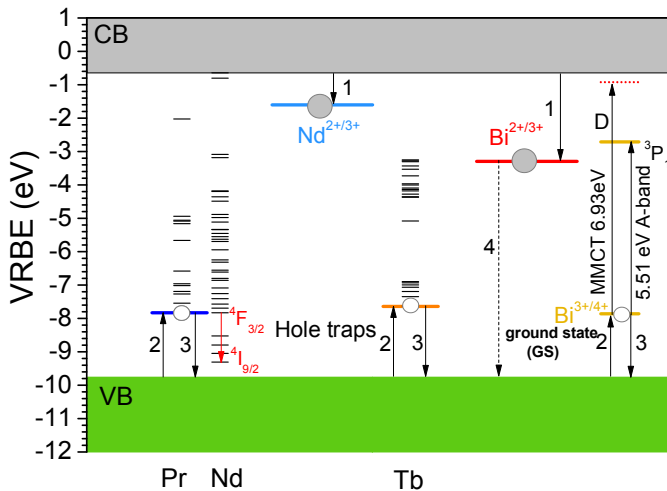 1
0
-1
-2
-3
-4
-5
-6
-7
-8
-9
-10
-11
-12
VRBE (eV)
CB
1
Nd2+/3+
Bi2+/3+
1
D
3P1
MMCT 6.93eV
5.51 eV A-band
4
4F3/2
4I9/2
Hole traps
Bi3+/4+
ground state
(GS)
2
3
2
3
2
3
VB
Pr
Nd
Tb